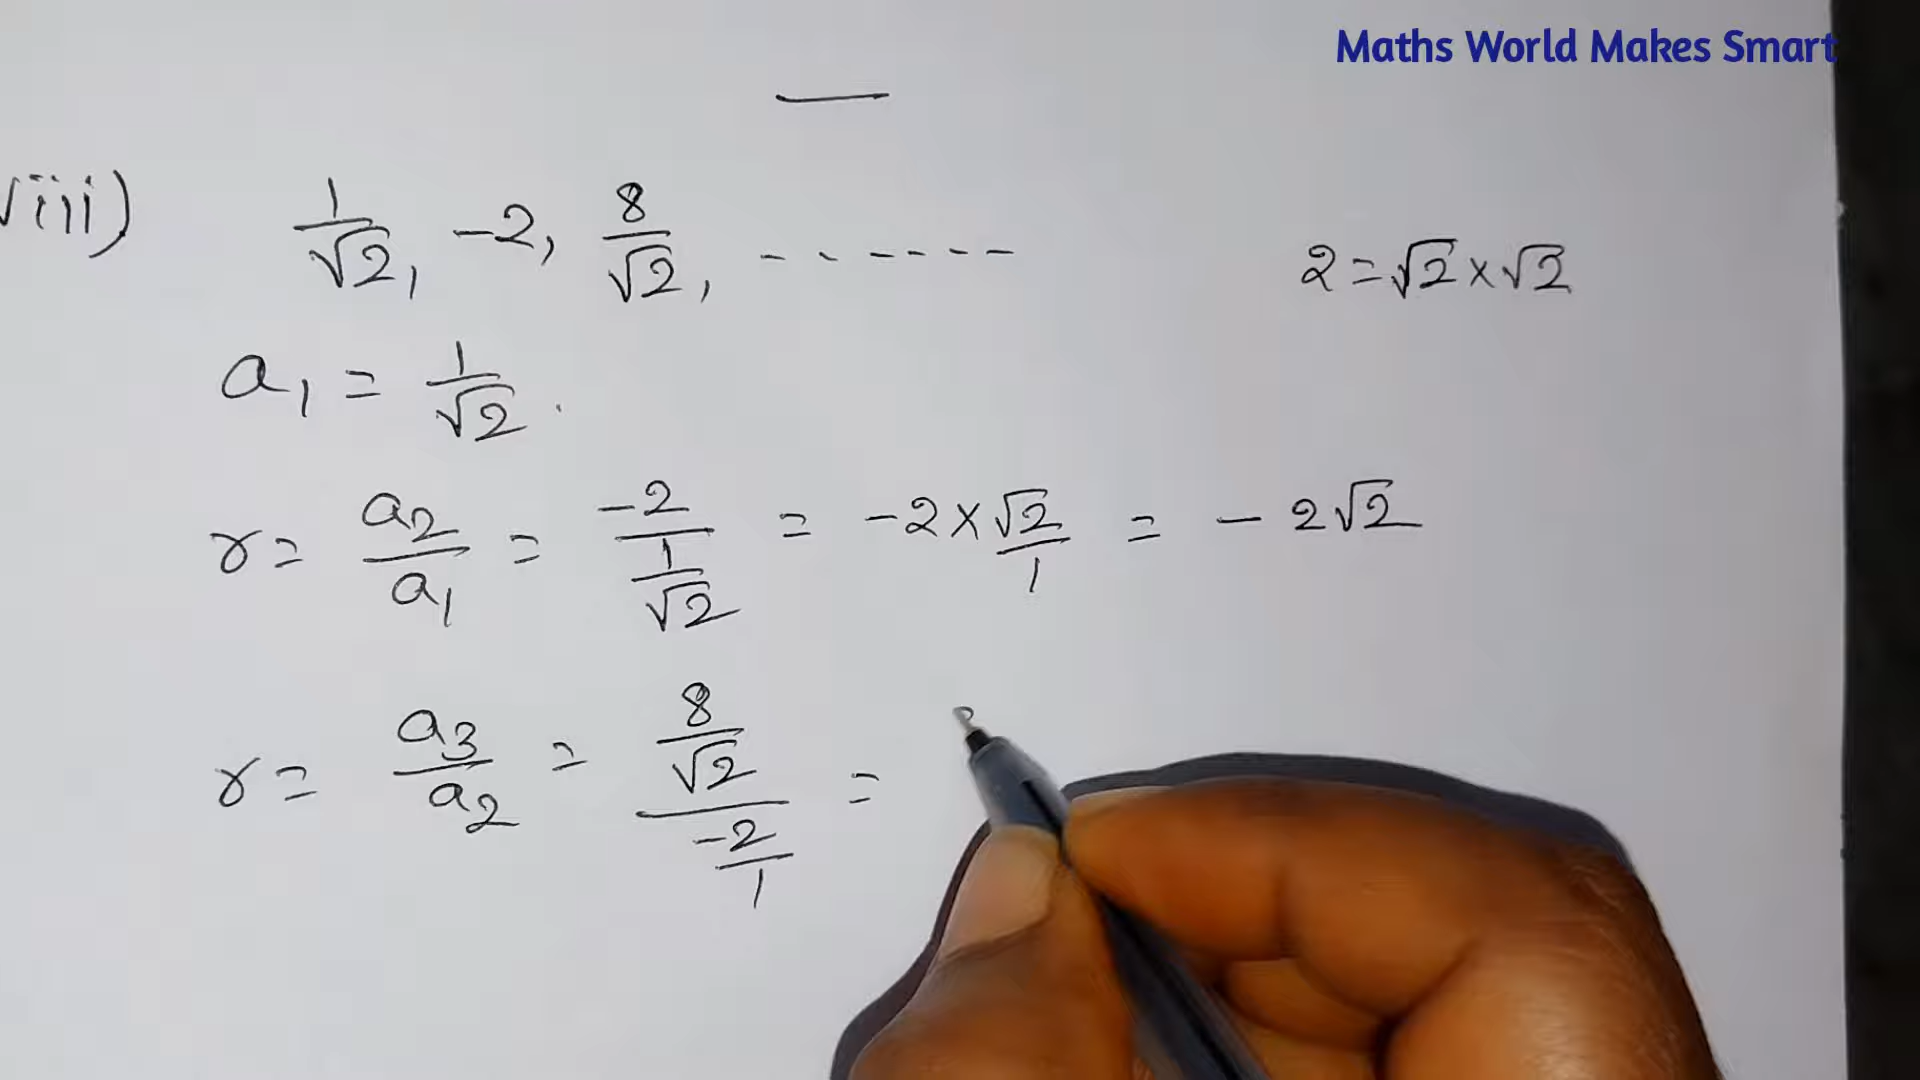 Maths World Makes Smart
viii) 1/√2, -2, 8/√2, - - - - - -
2 = √2 × √2
a₁ = 1/√2 .
r = a₂/a₁ = -2/(1/√2) = -2 × √2/1 = - 2√2
r = a₃/a₂ = (8/√2)/(-2/1) =